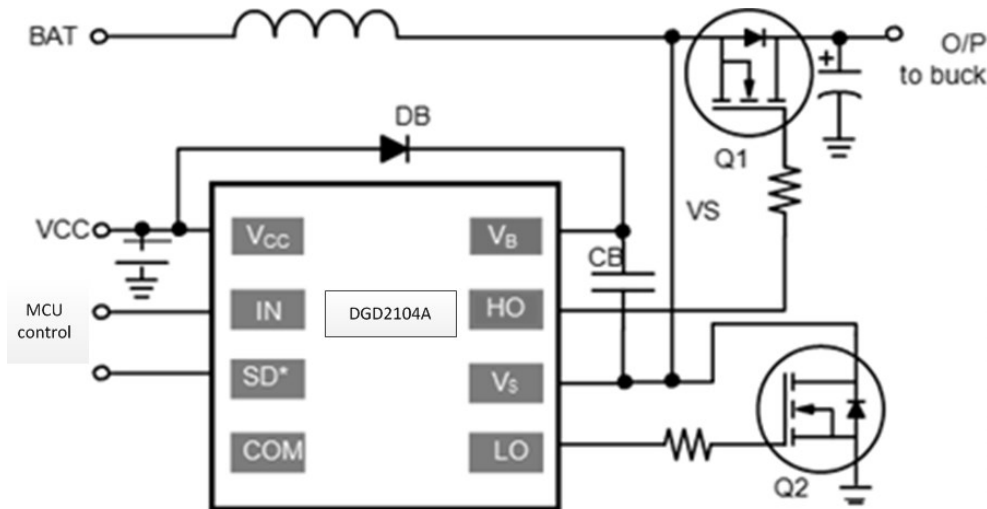 BAT
O/P
to buck
+
Q1
DB
VS
VCC
VCC
VB
CB
MCU
control
IN
DGD2104A
HO
SD*
VS
COM
LO
Q2